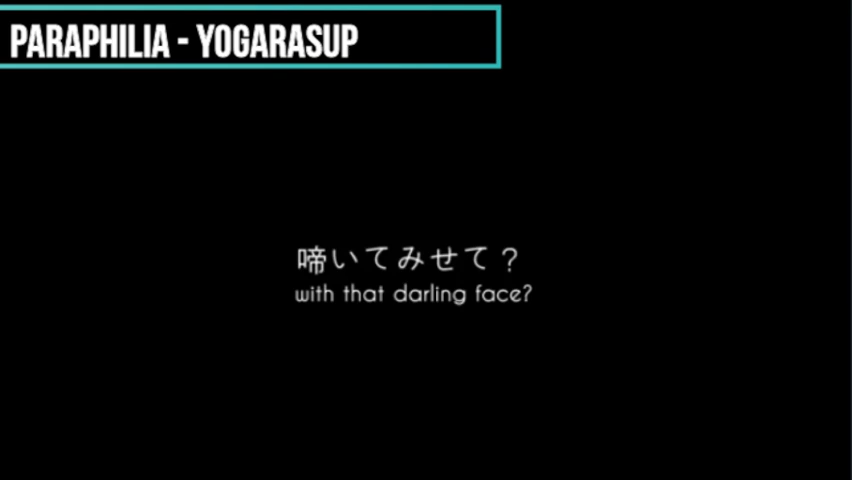 PARAPHILIA - YOGARASUP
啼いてみせて？
with that darling face?